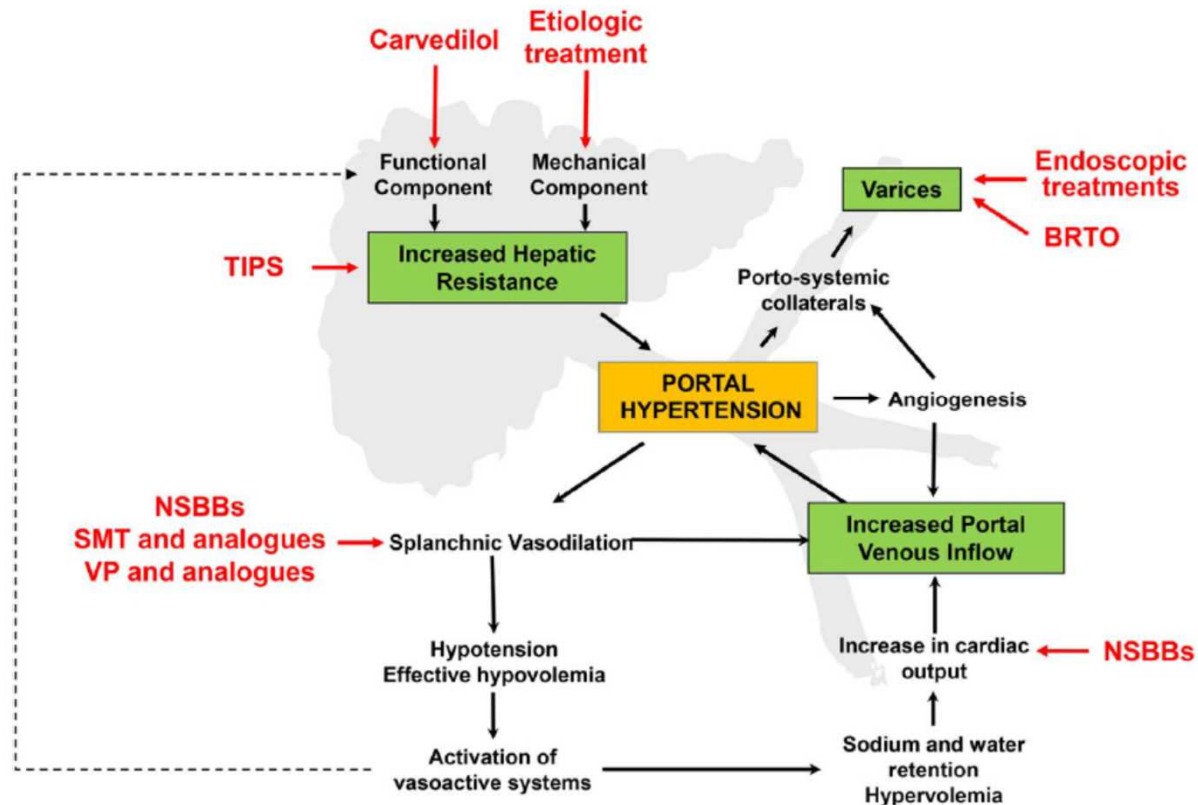 Carvedilol
Etiologic
treatment
Functional
Component
Mechanical
Component
Varices
Endoscopic
treatments
BRTO
TIPS
Increased Hepatic
Resistance
Porto-systemic
collaterals
PORTAL
HYPERTENSION
Angiogenesis
NSBBs
SMT and analogues
VP and analogues
Splanchnic Vasodilation
Increased Portal
Venous Inflow
Hypotension
Effective hypovolemia
Increase in cardiac
output
NSBBs
Activation of
vasoactive systems
Sodium and water
retention
Hypervolemia